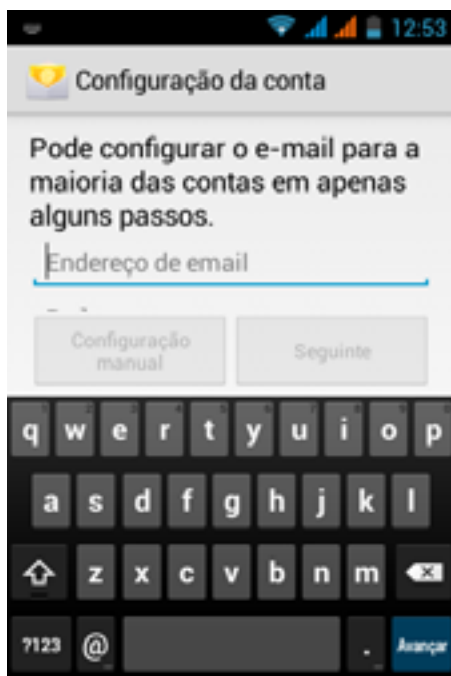 12:53
Configuração da conta
Pode configurar o e-mail para a
maioria das contas em apenas
alguns passos.
Endereço de email
Configuração
manual
Seguinte
q w e r t y u i o p
a s d f g h j k l
z x c v b n m
?123 @ . Avançar